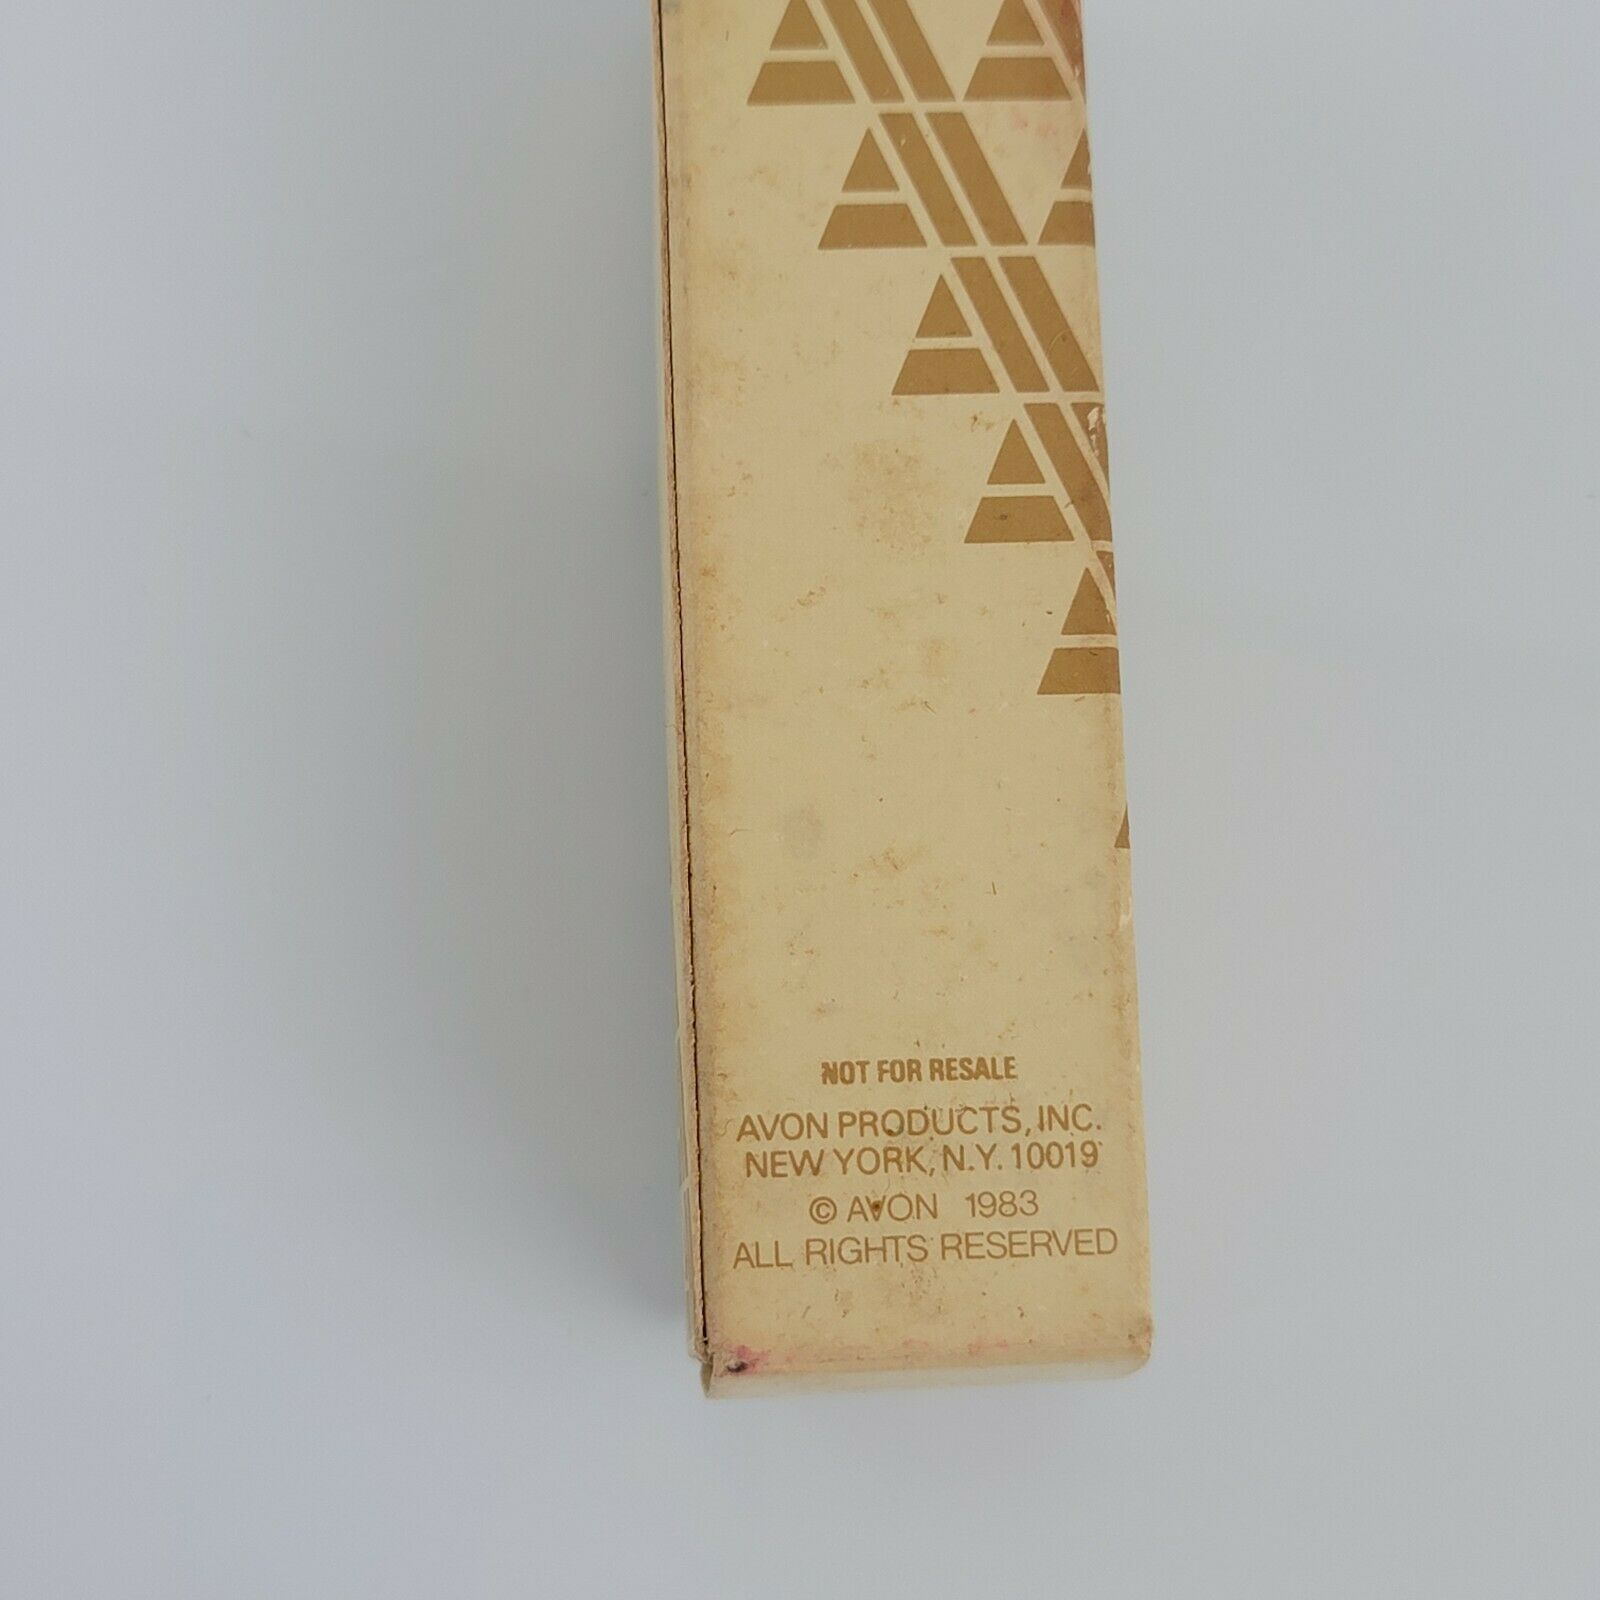 NOT FOR RESALE
AVON PRODUCTS, INC.
NEW YORK, N.Y. 10019
© AVON 1983
ALL RIGHTS RESERVED